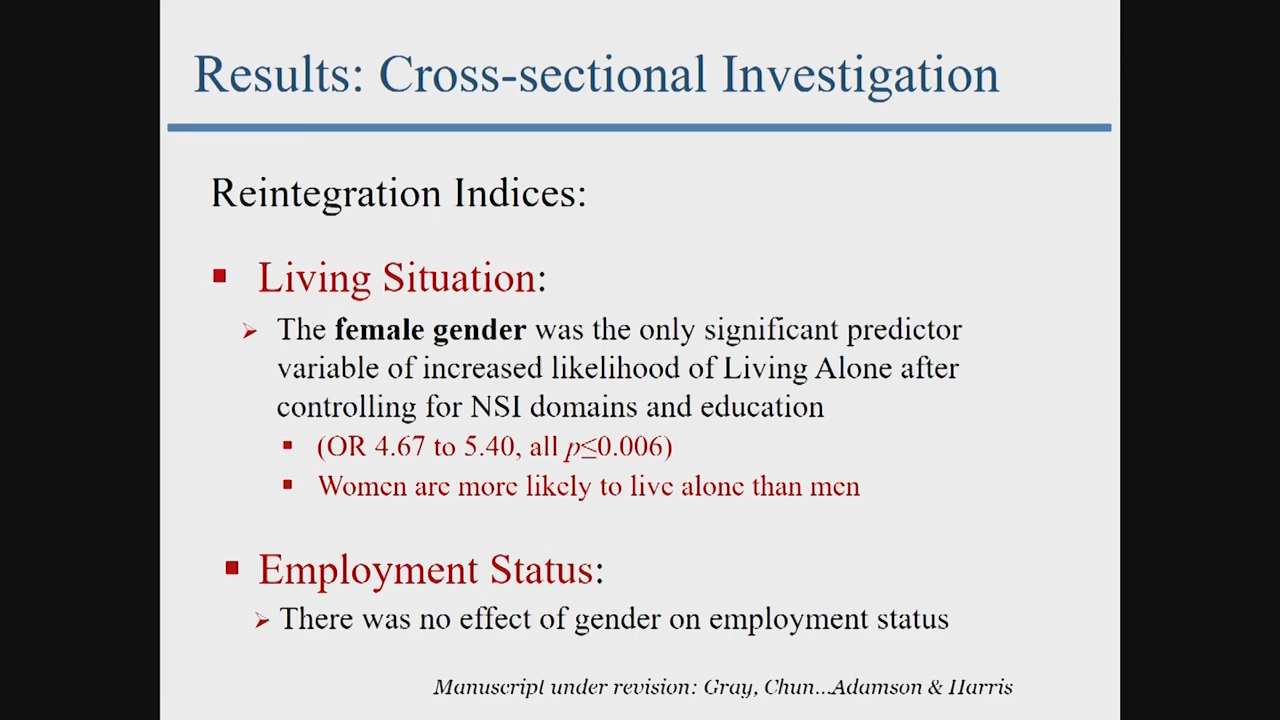 Results: Cross-sectional Investigation
Reintegration Indices:
Living Situation:
The female gender was the only significant predictor
variable of increased likelihood of Living Alone after
controlling for NSI domains and education
(OR 4.67 to 5.40, all p≤0.006)
Women are more likely to live alone than men
Employment Status:
There was no effect of gender on employment status
Manuscript under revision: Gray, Chun...Adamson & Harris